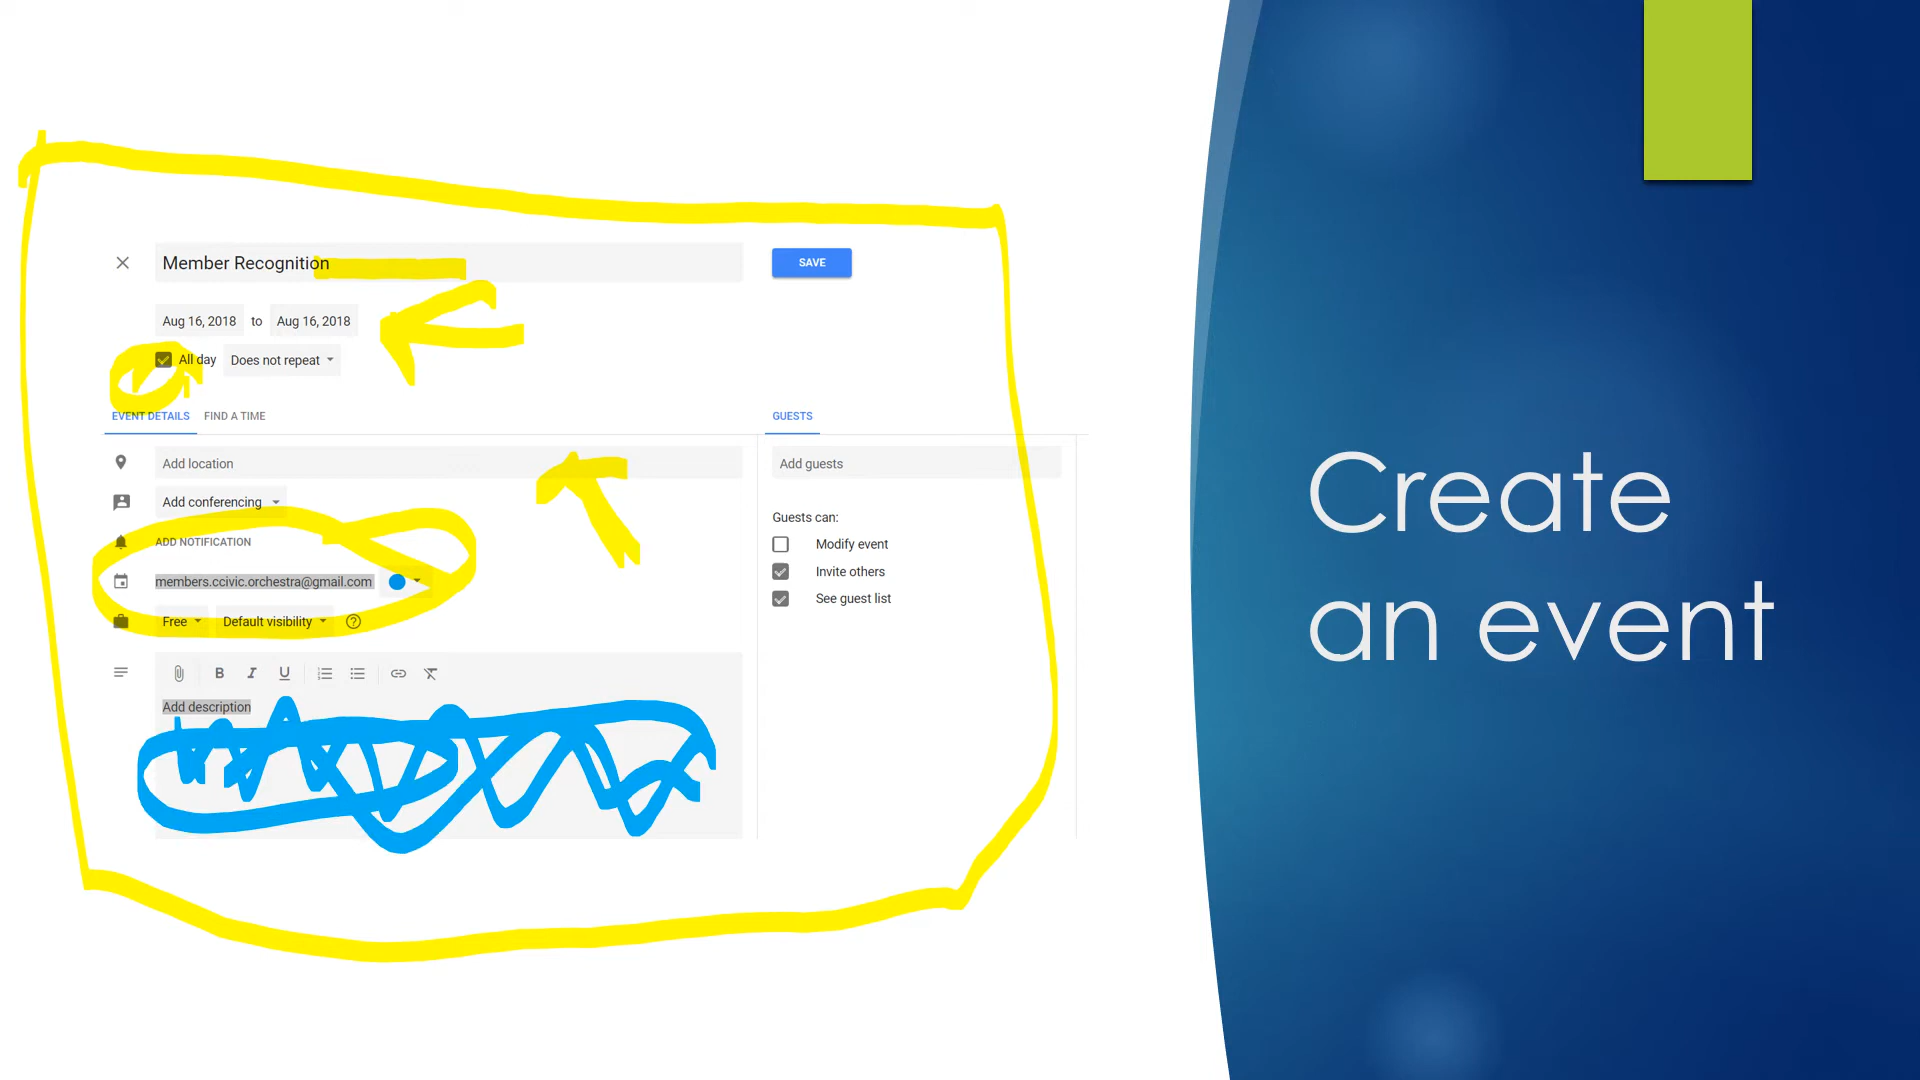 Member Recognition
SAVE
Aug 16, 2018 to Aug 16, 2018
All day Does not repeat
EVENT DETAILS FIND A TIME
GUESTS
Add location
Add guests
Add conferencing
ADD NOTIFICATION
members.ccivic.orchestra@gmail.com
Free Default visibility ?
Guests can:
Modify event
Invite others
See guest list
B I U
Add description
Create
an event